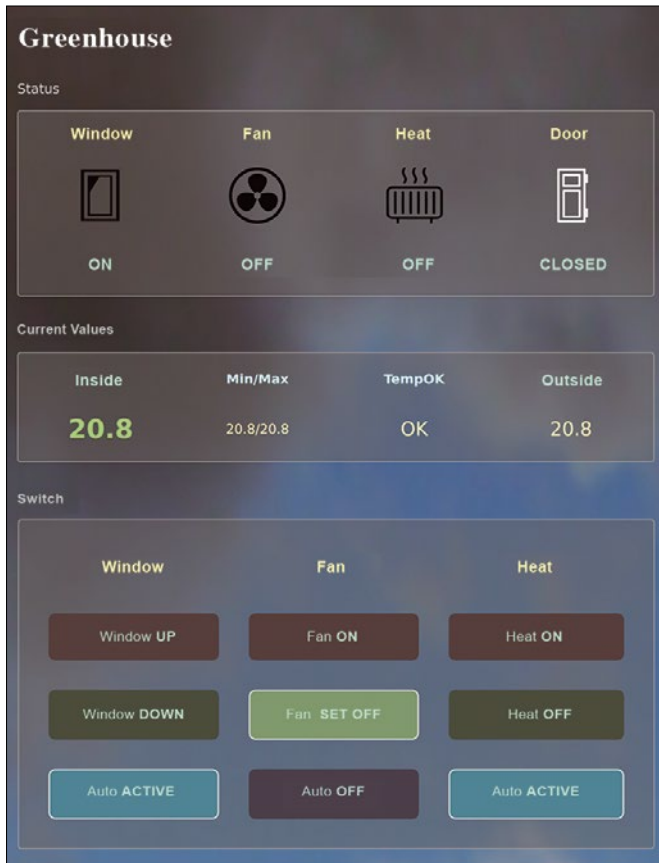 Greenhouse
Status
Window Fan Heat Door
ON OFF OFF CLOSED
Current Values
Inside Min/Max TempOK Outside
20.8 20.8/20.8 OK 20.8
Switch
Window Fan Heat
Window UP Fan ON Heat ON
Window DOWN Fan SET OFF Heat OFF
Auto ACTIVE Auto OFF Auto ACTIVE